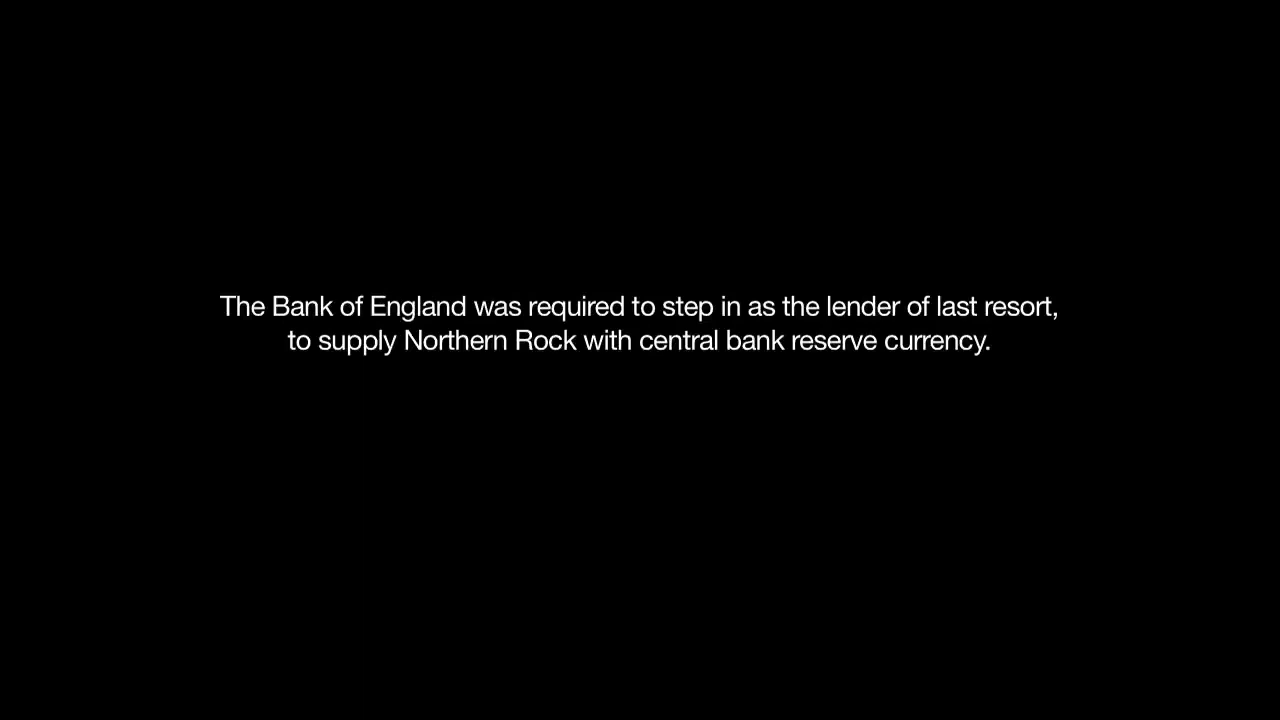 The Bank of England was required to step in as the lender of last resort,
to supply Northern Rock with central bank reserve currency.